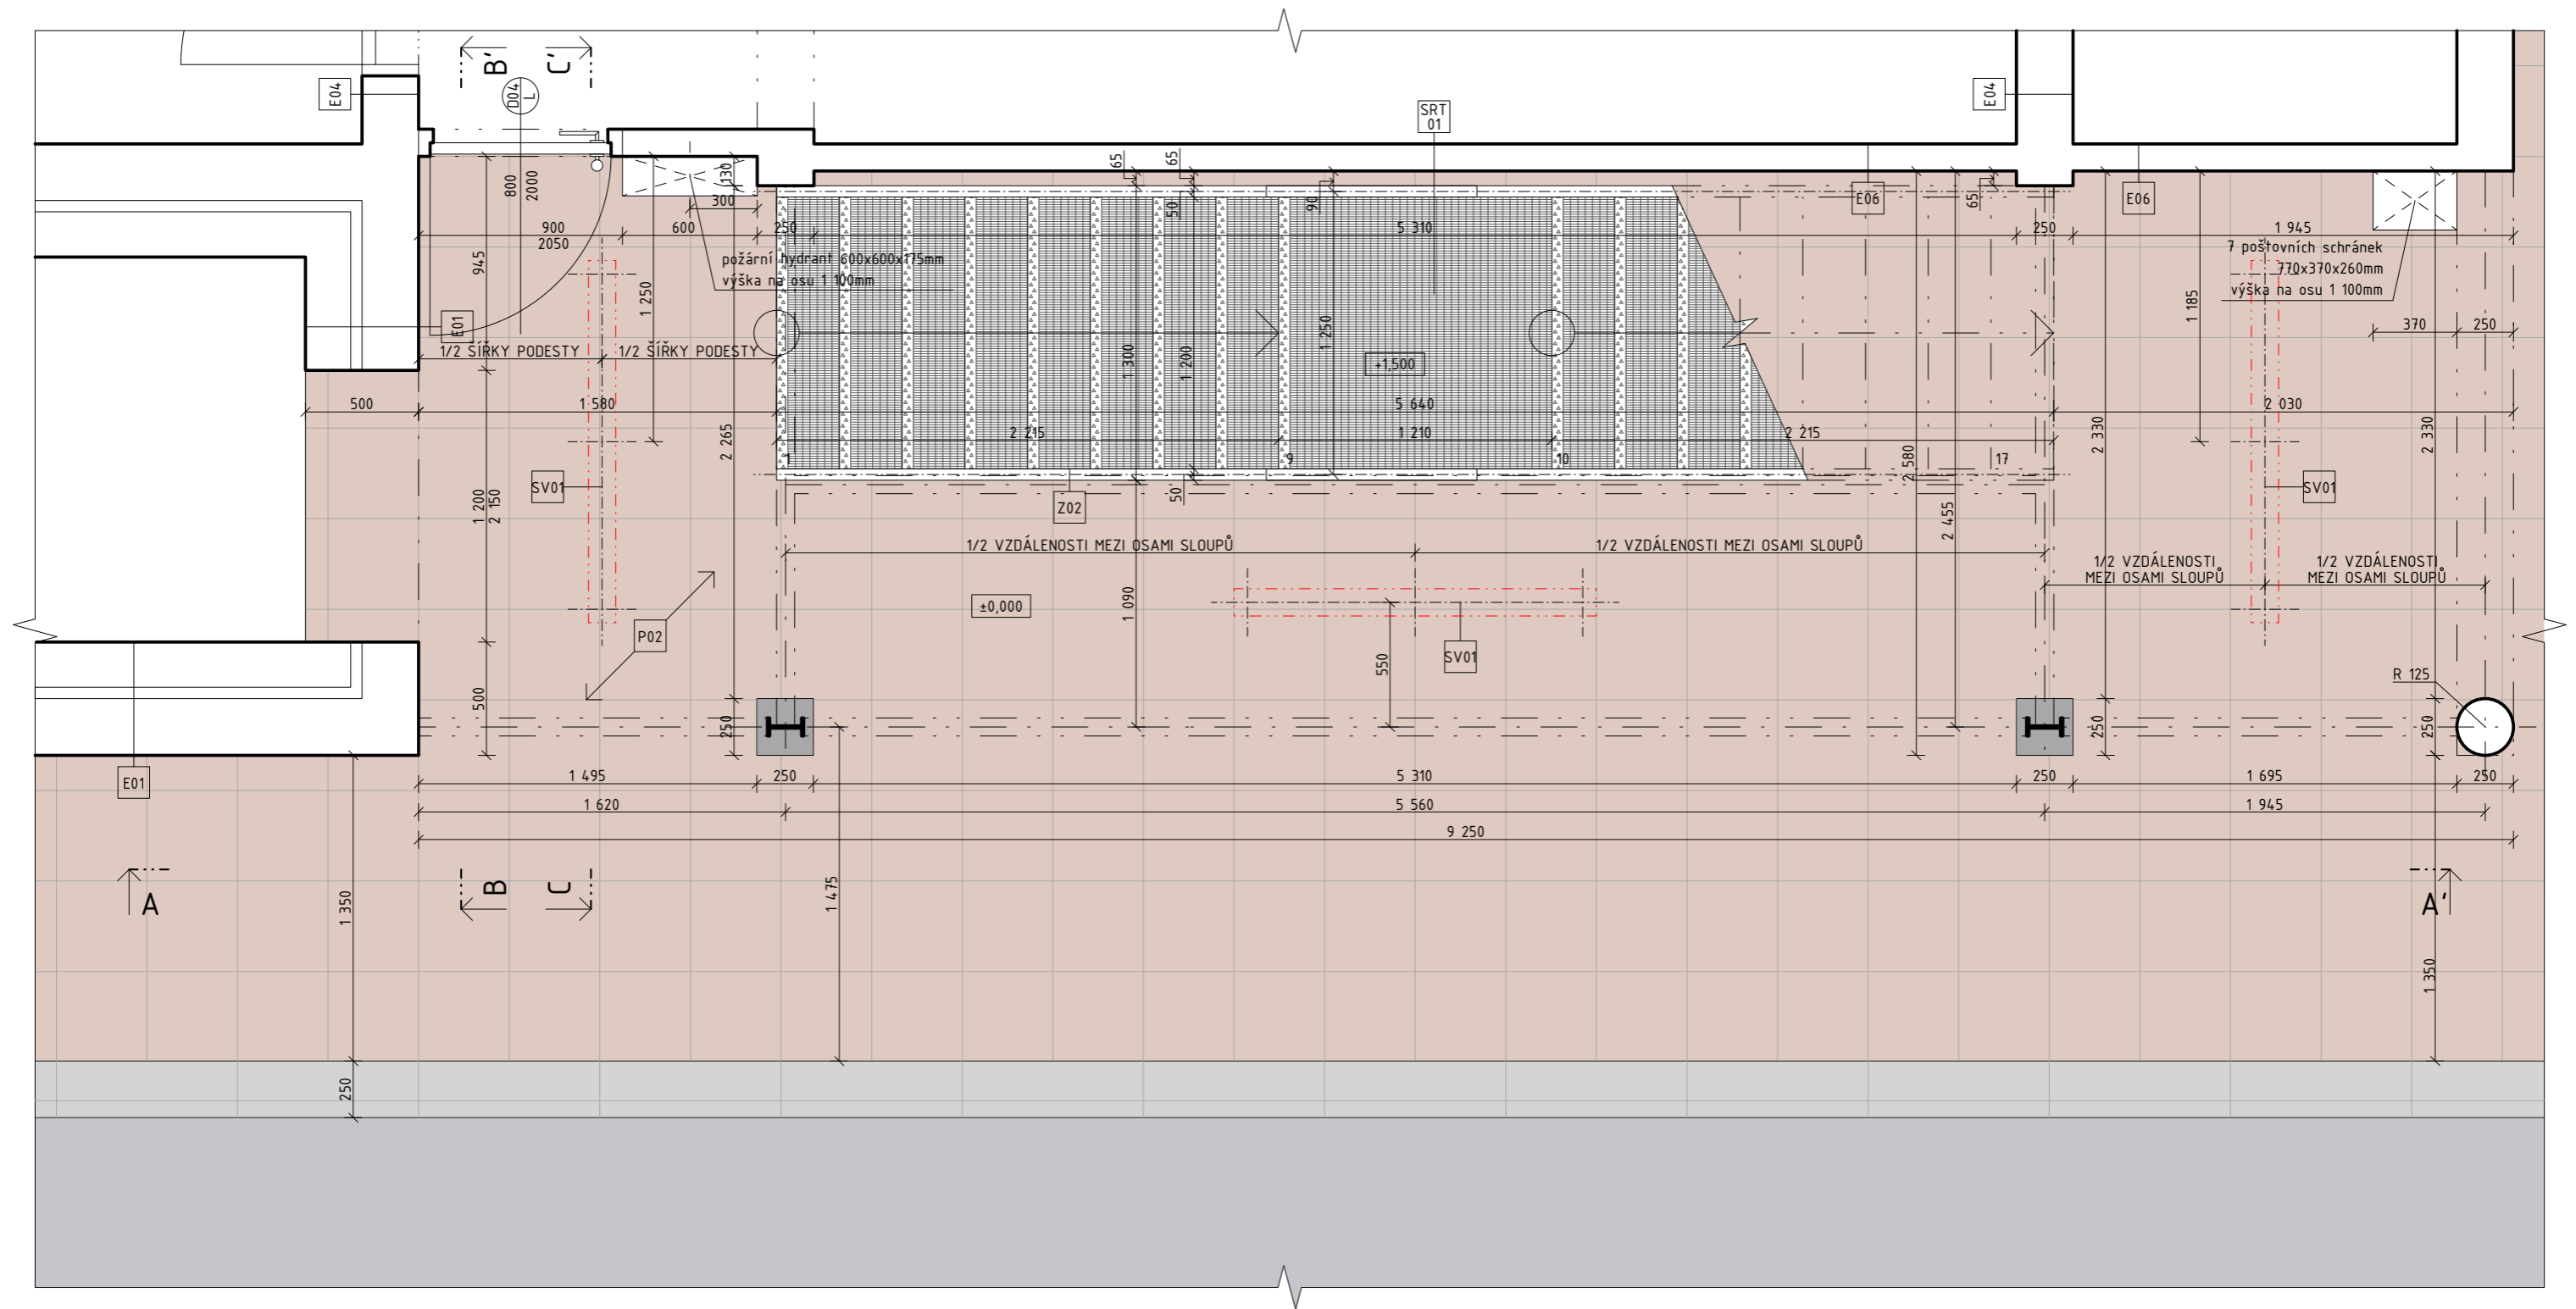 B'
C'
E04
D04
L
E04
SRT
01
800
2000
130
65
65
50
90
65
E06
E06
300
900
2050
600
250
5 310
250
1 945
požární hydrant 600x600x175mm
výška na osu 1 100mm
7 poštovních schránek
770x370x260mm
výška na osu 1 100mm
945
1 250
1 185
E01
1/2 ŠÍŘKY PODESTY
1/2 ŠÍŘKY PODESTY
1 300
1 200
1 250
+1,500
370
250
500
1 580
5 640
2 030
2 265
2 215
1 210
2 215
2 580
2 330
2 330
1
9
10
17
SV01
1 200
2 150
50
Z02
2 455
SV01
1/2 VZDÁLENOSTI MEZI OSAMI SLOUPŮ
1/2 VZDÁLENOSTI MEZI OSAMI SLOUPŮ
1/2 VZDÁLENOSTI
MEZI OSAMI SLOUPŮ
1/2 VZDÁLENOSTI
MEZI OSAMI SLOUPŮ
±0,000
1 090
P02
550
SV01
R 125
500
250
250
250
E01
1 495
250
5 310
250
1 695
250
1 620
5 560
1 945
9 250
A
B
C
A'
1 350
1 475
1 350
250